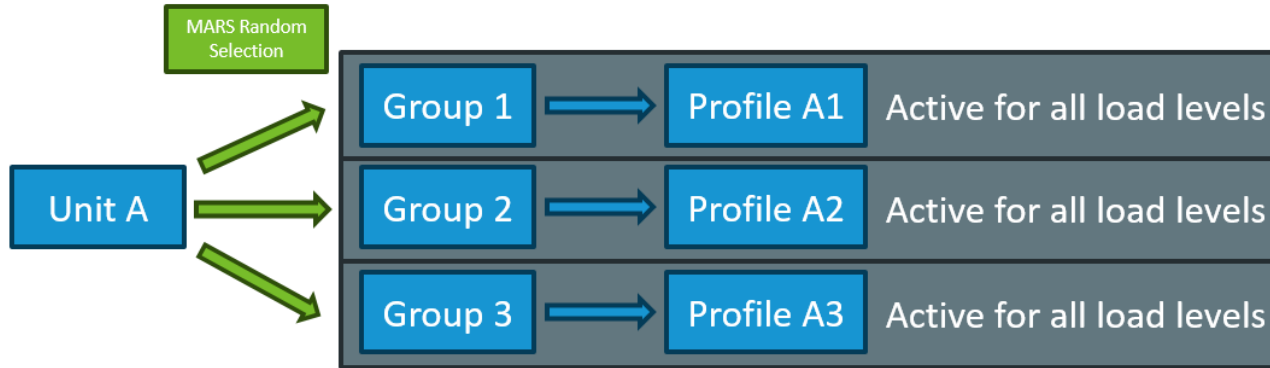 MARS Random
Selection
Unit A
Group 1 Profile A1 Active for all load levels
Group 2 Profile A2 Active for all load levels
Group 3 Profile A3 Active for all load levels